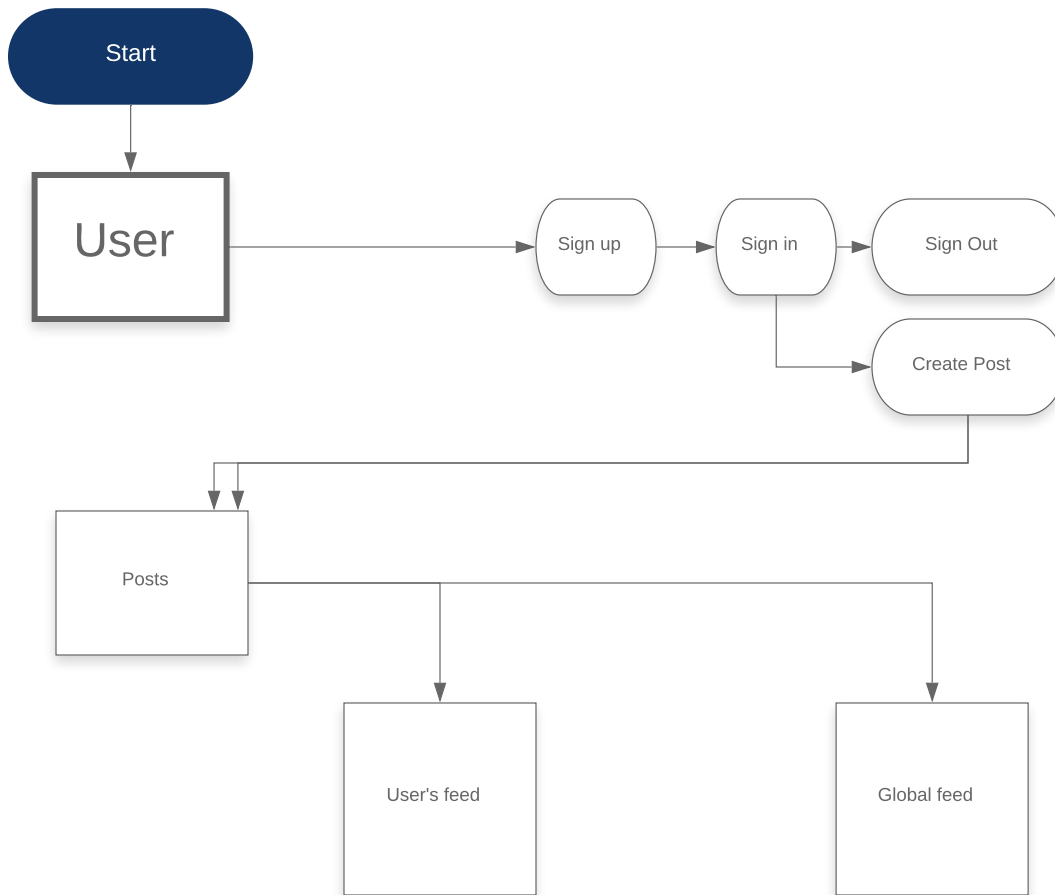 Start
User
Sign up
Sign in
Sign Out
Create Post
Posts
User's feed
Global feed